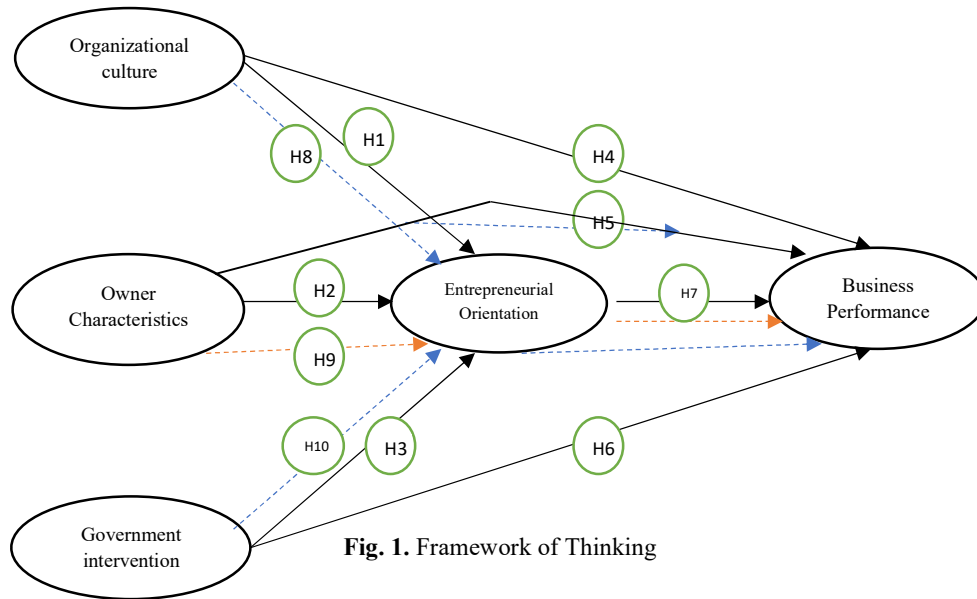 Organizational
culture
H1
H4
H8
H5
Owner
Characteristics
H2
Entrepreneurial
Orientation
H7
Business
Performance
H9
H10
H3
H6
Government
intervention
Fig. 1. Framework of Thinking